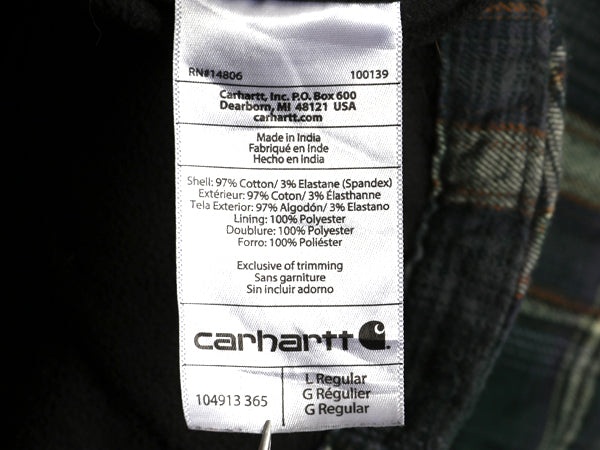 RN#14806 100139
Carhartt, Inc. P.O. Box 600
Dearborn, MI 48121 USA
carhartt.com
Made in India
Fabriqué en Inde
Hecho en India
Shell: 97% Cotton/ 3% Elastane (Spandex)
Extérieur: 97% Coton/ 3% Élasthanne
Tela Exterior: 97% Algodón/ 3% Elastano
Lining: 100% Polyester
Doublure: 100% Polyester
Forro: 100% Poliéster
Exclusive of trimming
Sans garniture
Sin incluir adorno
carhartt
104913 365
L Regular
G Régulier
G Regular